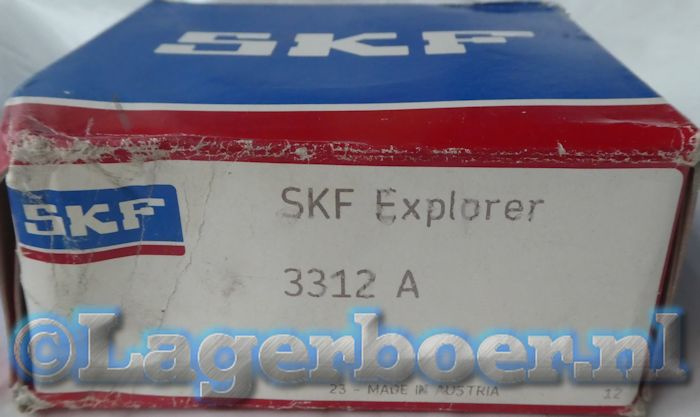 SKF
SKF
SKF Explorer
3312 A
©Lagerboer.nl
23 - MADE IN AUSTRIA
12